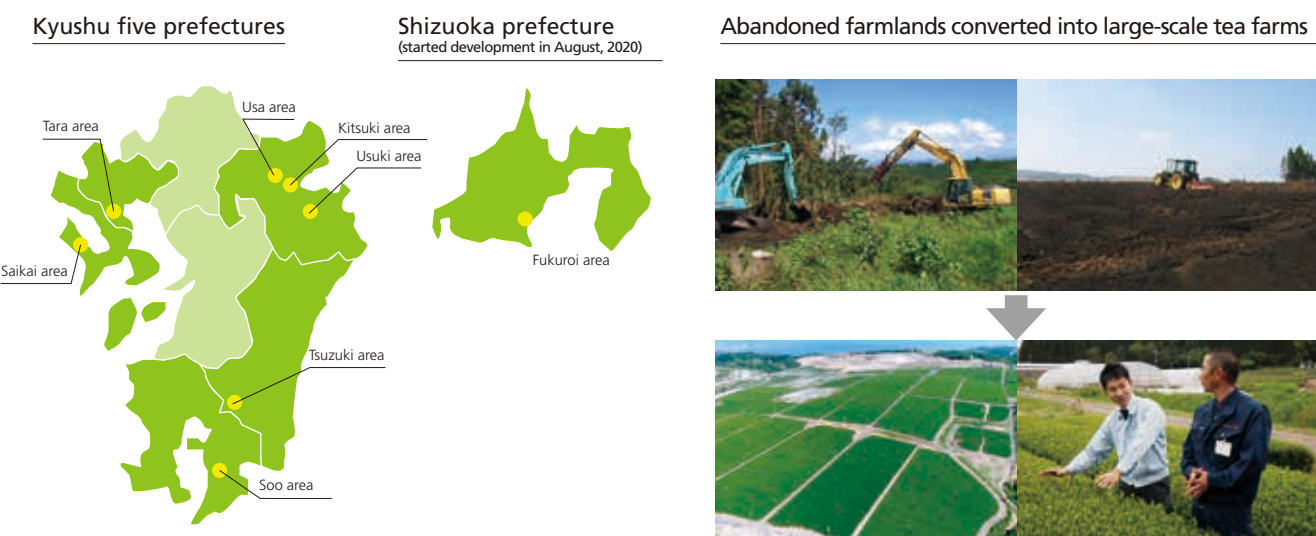 Kyushu five prefectures
Shizuoka prefecture
(started development in August, 2020)
Abandoned farmlands converted into large-scale tea farms
Usa area
Tara area
Kitsuki area
Usuki area
Saikai area
Fukuroi area
Tsuzuki area
Soo area